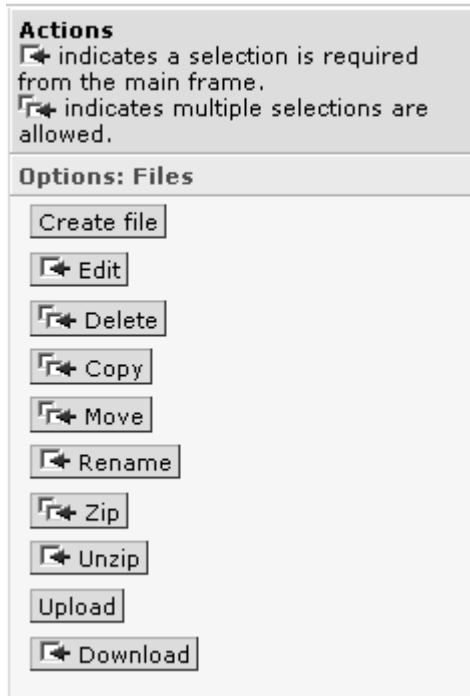 Actions
indicates a selection is required
from the main frame.
indicates multiple selections are
allowed.
Options: Files
Create file
Edit
Delete
Copy
Move
Rename
Zip
Unzip
Upload
Download